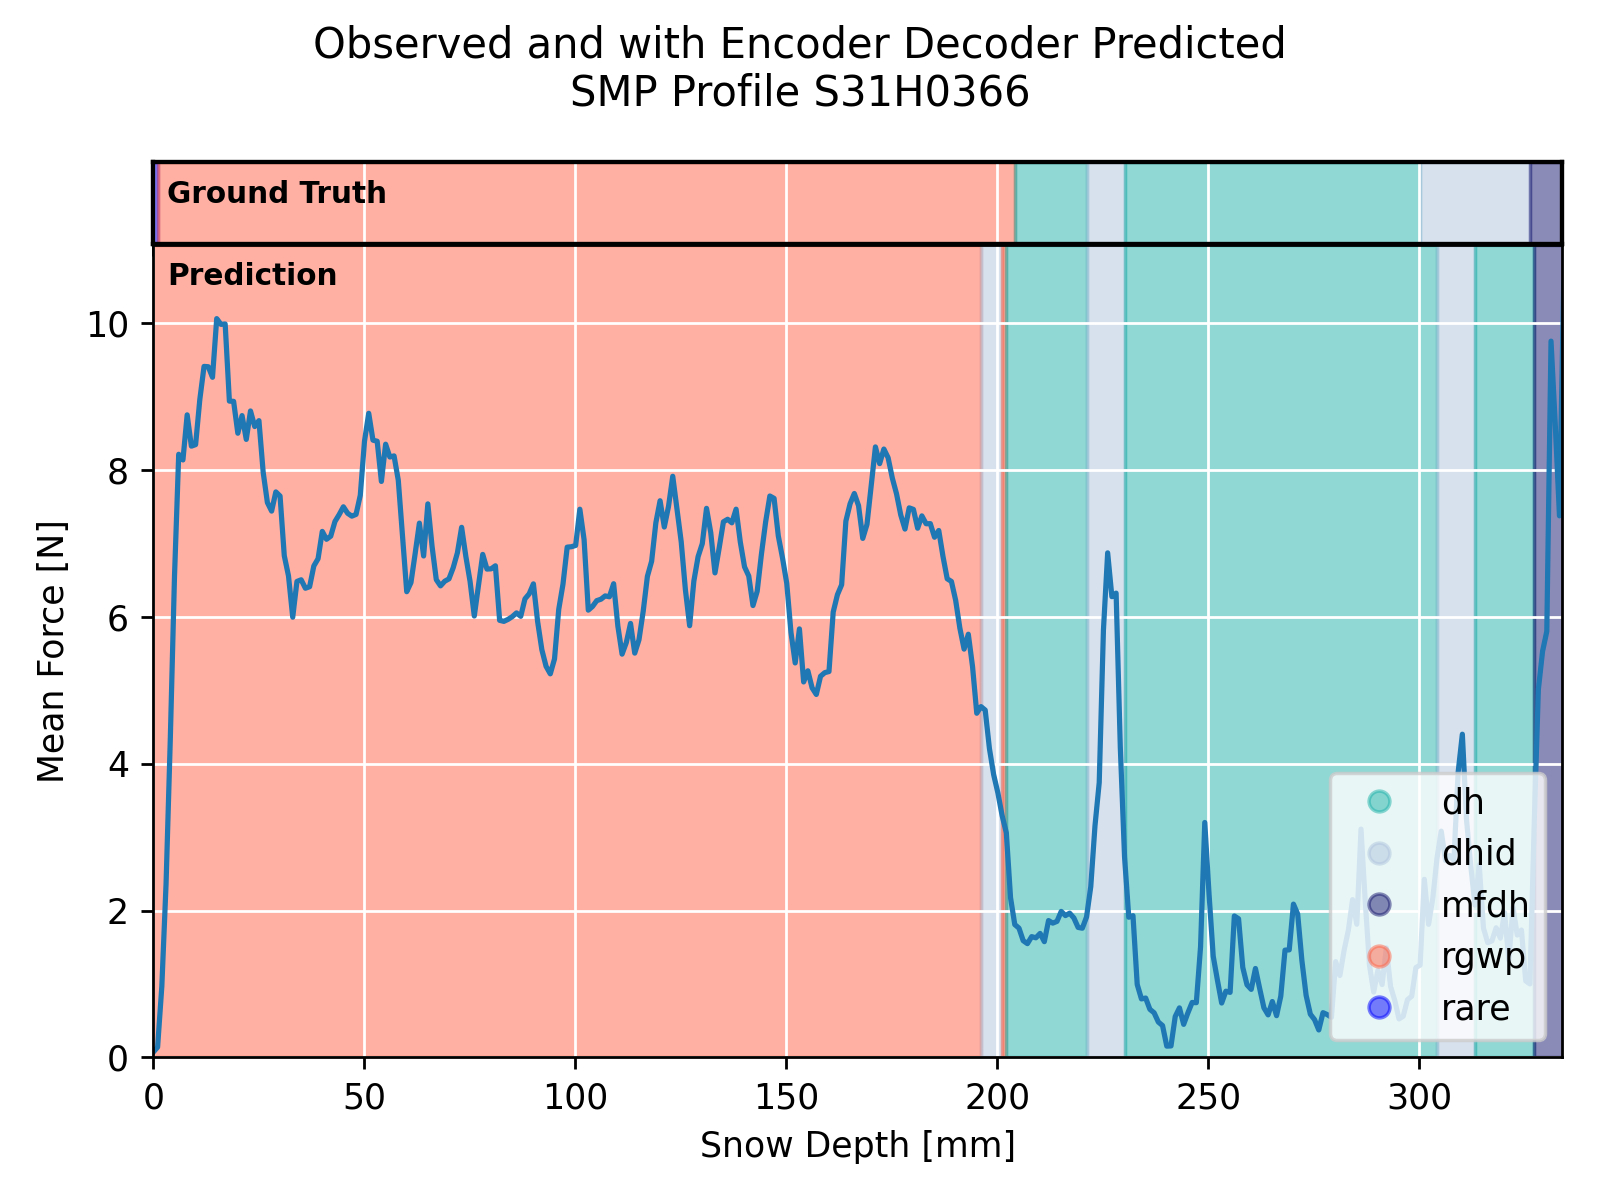 Observed and with Encoder Decoder Predicted
SMP Profile S31H0366
Ground Truth
Prediction
10
8
6
4
2
0
Mean Force [N]
dh
dhid
mfdh
rgwp
rare
0 50 100 150 200 250 300
Snow Depth [mm]